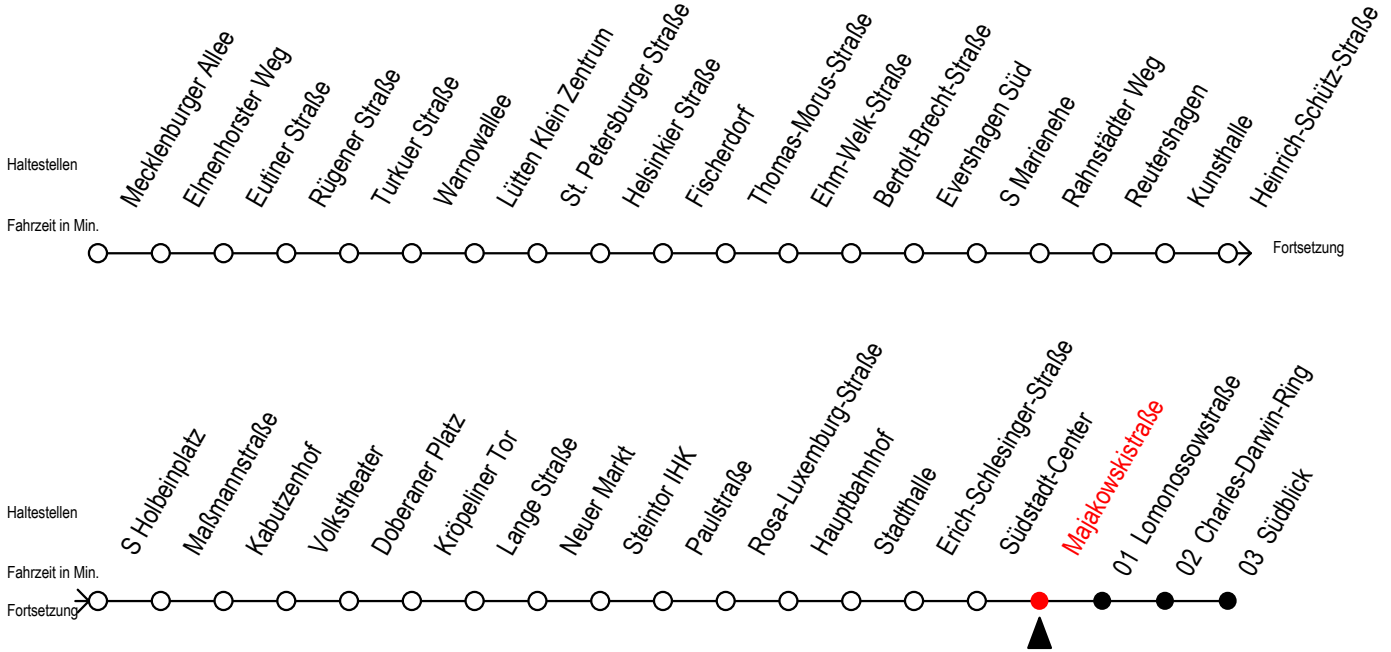 Haltestellen
Mecklenburger Allee
Elmenhorster Weg
Eutiner Straße
Rügener Straße
Turkuer Straße
Warnowallee
Lütten Klein Zentrum
St. Petersburger Straße
Helsinkier Straße
Fischerdorf
Thomas-Morus-Straße
Ehm-Welk-Straße
Bertolt-Brecht-Straße
Evershagen Süd
S Marienehe
Rahnstädter Weg
Reutershagen
Kunsthalle
Heinrich-Schütz-Straße
Fahrzeit in Min.
Fortsetzung
Haltestellen
S Holbeinplatz
Maßmannstraße
Kabutzenhof
Volkstheater
Doberaner Platz
Kröpeliner Tor
Lange Straße
Neuer Markt
Steintor IHK
Paulstraße
Rosa-Luxemburg-Straße
Hauptbahnhof
Stadthalle
Erich-Schlesinger-Straße
Südstadt-Center
Majakowskistraße
01 Lomonossowstraße
02 Charles-Darwin-Ring
03 Südblick
Fahrzeit in Min.
Fortsetzung